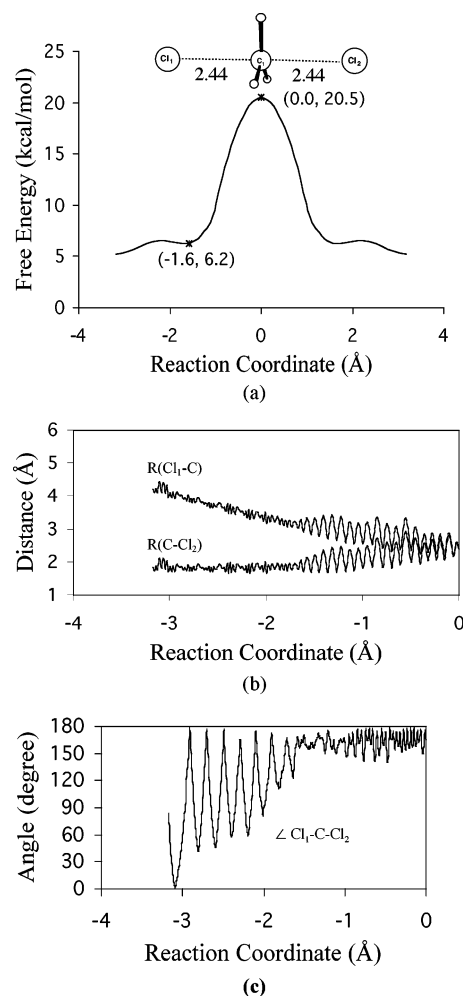 Cl₁ C₁ Cl₂
2.44 2.44
(0.0, 20.5)
25
20
15
10
5
0
Free Energy (kcal/mol)
(-1.6, 6.2)
-4 -2 0 2 4
Reaction Coordinate (Å)
(a)
6
5
4
3
2
1
Distance (Å)
R(Cl₁-C)
R(C-Cl₂)
-4 -3 -2 -1 0
Reaction Coordinate (Å)
(b)
180
150
120
90
60
30
0
Angle (degree)
∠ Cl₁-C-Cl₂
-4 -3 -2 -1 0
Reaction Coordinate (Å)
(c)